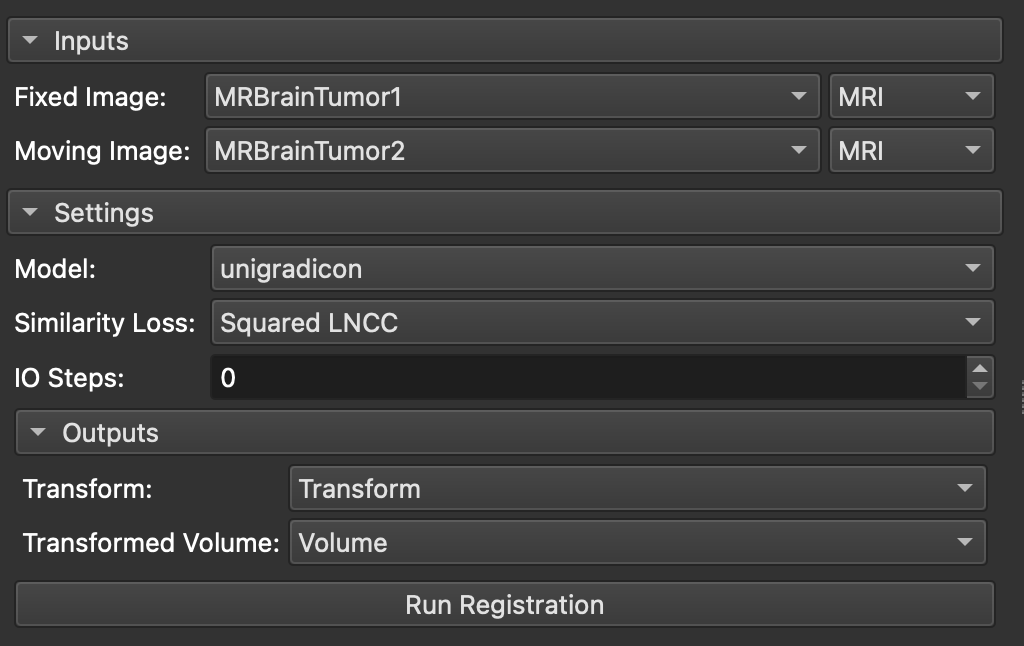 Inputs
Fixed Image: MRBrainTumor1 MRI
Moving Image: MRBrainTumor2 MRI
Settings
Model: unigradicon
Similarity Loss: Squared LNCC
IO Steps: 0
Outputs
Transform: Transform
Transformed Volume: Volume
Run Registration